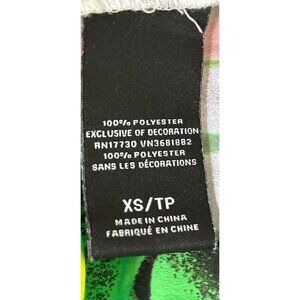 100% POLYESTER
EXCLUSIVE OF DECORATION
RN17730 VN3681882
100% POLYESTER
SANS LES DÉCORATIONS
XS/TP
MADE IN CHINA
FABRIQUÉ EN CHINE